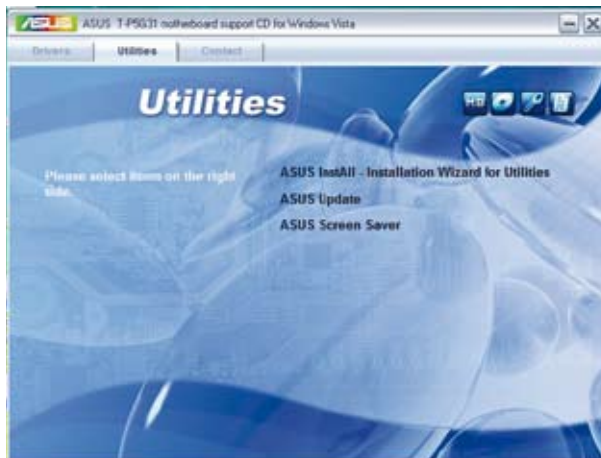 ASUS ASUS T-P5G31 motherboard support CD for Windows Vista
Drivers Utilities Contact
Utilities
Please select items on the right
side.
ASUS InstAll - Installation Wizard for Utilities
ASUS Update
ASUS Screen Saver